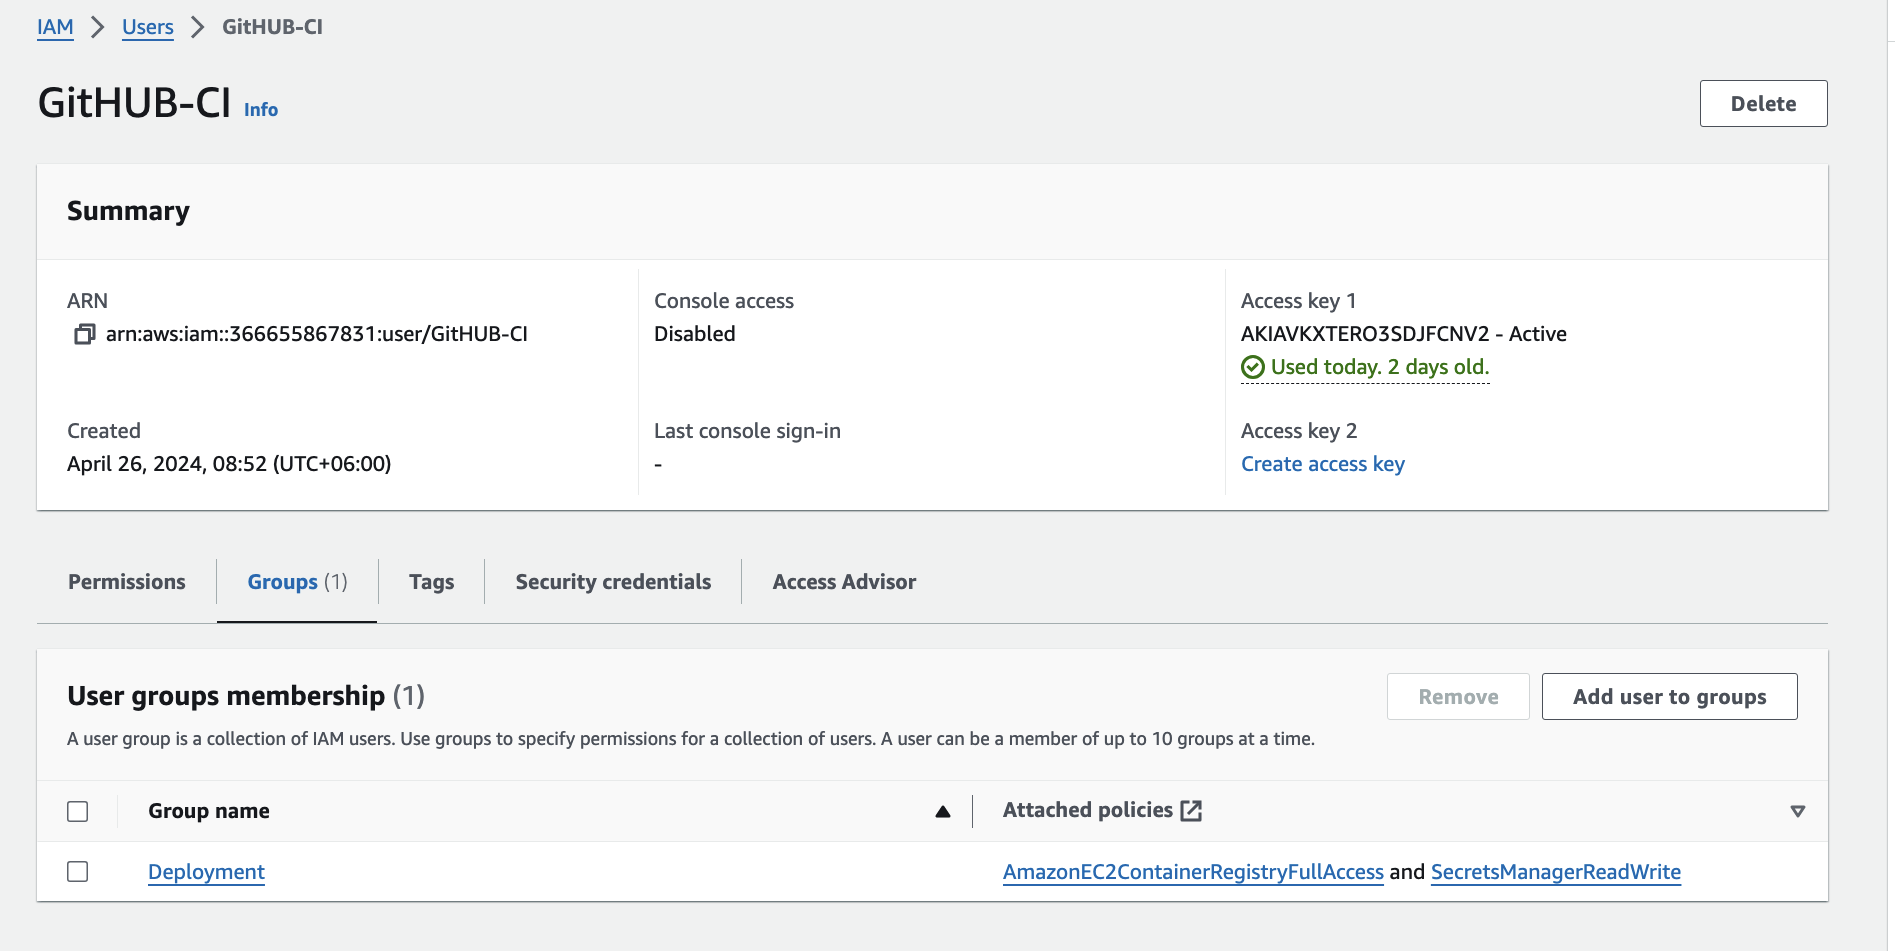 IAM > Users > GitHUB-CI
GitHUB-CI Info
Delete
Summary
ARN
arn:aws:iam::366655867831:user/GitHUB-CI
Console access
Disabled
Access key 1
AKIAVKXTERO3SDJFCNV2 - Active
Used today. 2 days old.
Created
April 26, 2024, 08:52 (UTC+06:00)
Last console sign-in
-
Access key 2
Create access key
Permissions
Groups (1)
Tags
Security credentials
Access Advisor
User groups membership (1)
Remove
Add user to groups
A user group is a collection of IAM users. Use groups to specify permissions for a collection of users. A user can be a member of up to 10 groups at a time.
Group name
Attached policies
Deployment
AmazonEC2ContainerRegistryFullAccess and SecretsManagerReadWrite